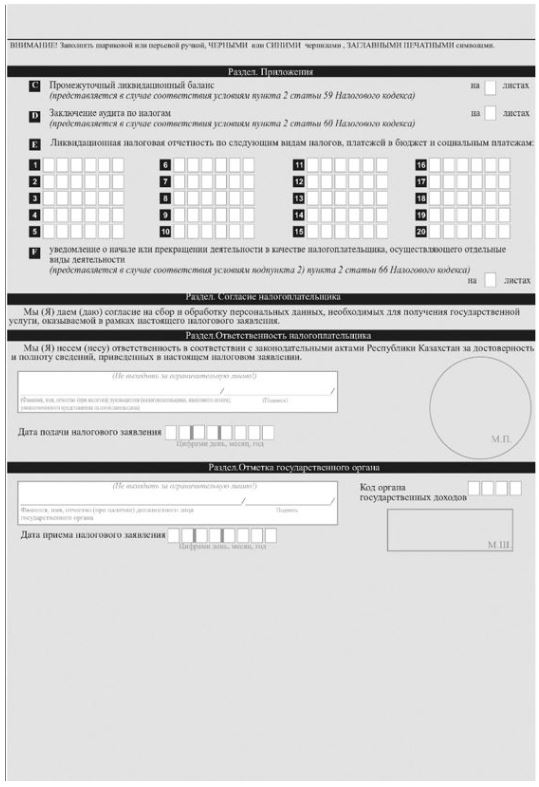 ВНИМАНИЕ! Заполнять шариковой или перьевой ручкой, ЧЕРНЫМИ или СИНИМИ чернилами , ЗАГЛАВНЫМИ ПЕЧАТНЫМИ символами.
Раздел. Приложения
C Промежуточный ликвидационный баланс на листах
(представляется в случае соответствия условиям пункта 2 статьи 59 Налогового кодекса)
D Заключение аудита по налогам на листах
(представляется в случае соответствия условиям пункта 2 статьи 60 Налогового кодекса)
E Ликвидационная налоговая отчетность по следующим видам налогов, платежей в бюджет и социальным платежам:
1 6 11 16
2 7 12 17
3 8 13 18
4 9 14 19
5 10 15 20
F уведомление о начале или прекращении деятельности в качестве налогоплательщика, осуществляющего отдельные
виды деятельности
(представляется в случае соответствия условиям подпункта 2) пункта 2 статьи 66 Налогового кодекса)
на листах
Раздел. Согласие налогоплательщика
Мы (Я) даем (даю) согласие на сбор и обработку персональных данных, необходимых для получения государственной
услуги, оказываемой в рамках настоящего налогового заявления.
Раздел.Ответственность налогоплательщика
Мы (Я) несем (несу) ответственность в соответствии с законодательными актами Республики Казахстан за достоверность
и полноту сведений, приведенных в настоящем налоговом заявлении.
(Не выходить за ограничительную линию!)
/ /
(Фамилия, имя, отчество (при наличии) руководителя (Подпись)
М.П.
Дата подачи налогового заявления
Цифрами день, месяц, год
Раздел.Отметка государственного органа
(Не выходить за ограничительную линию!)
/ /
Фамилия, имя, отчество (при наличии) должностного лица Подпись
государственного органа
Код органа
государственных доходов
М.Ш.
Дата приема налогового заявления
Цифрами день, месяц, год